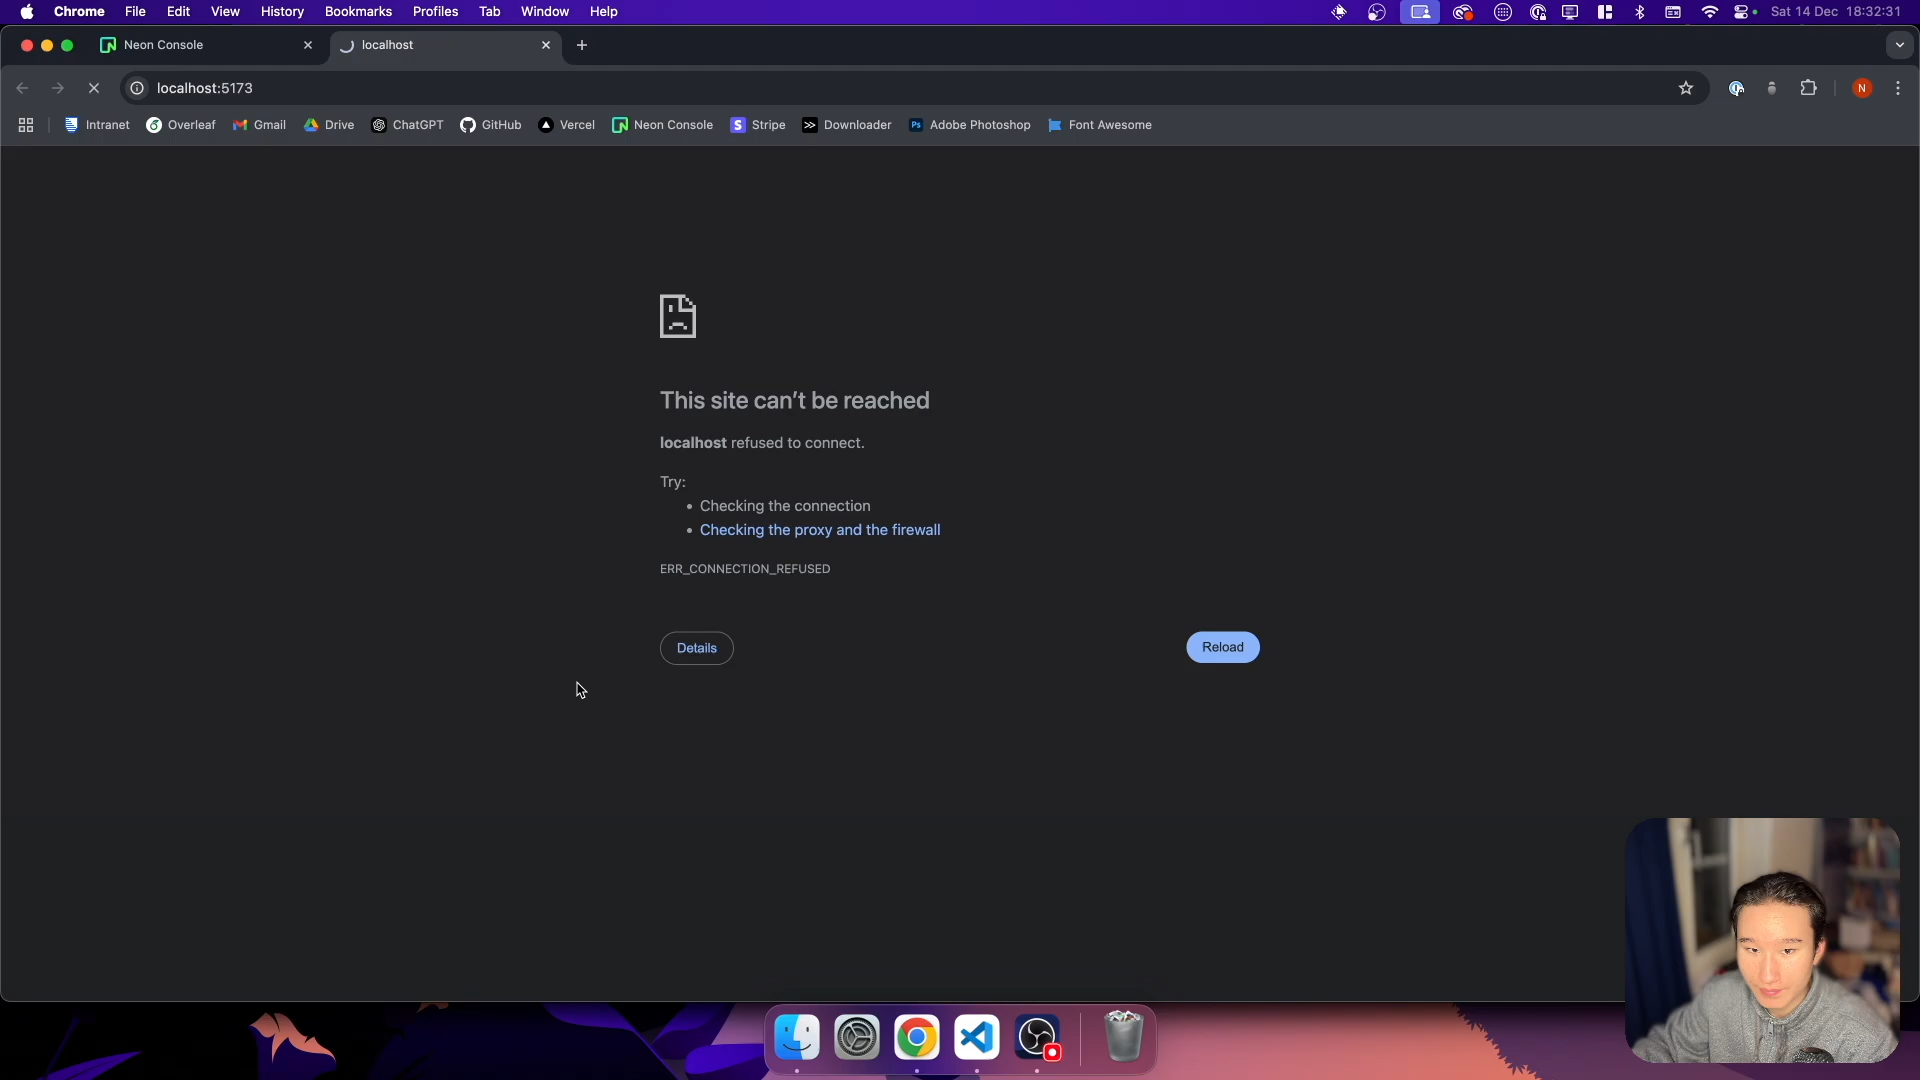 Chrome File Edit View History Bookmarks Profiles Tab Window Help Sat 14 Dec 18:32:31
Neon Console localhost
localhost:5173 N
Intranet Overleaf Gmail Drive ChatGPT GitHub Vercel Neon Console Stripe Downloader Adobe Photoshop Font Awesome
This site can't be reached
localhost refused to connect.
Try:
• Checking the connection
• Checking the proxy and the firewall
ERR_CONNECTION_REFUSED
Details Reload